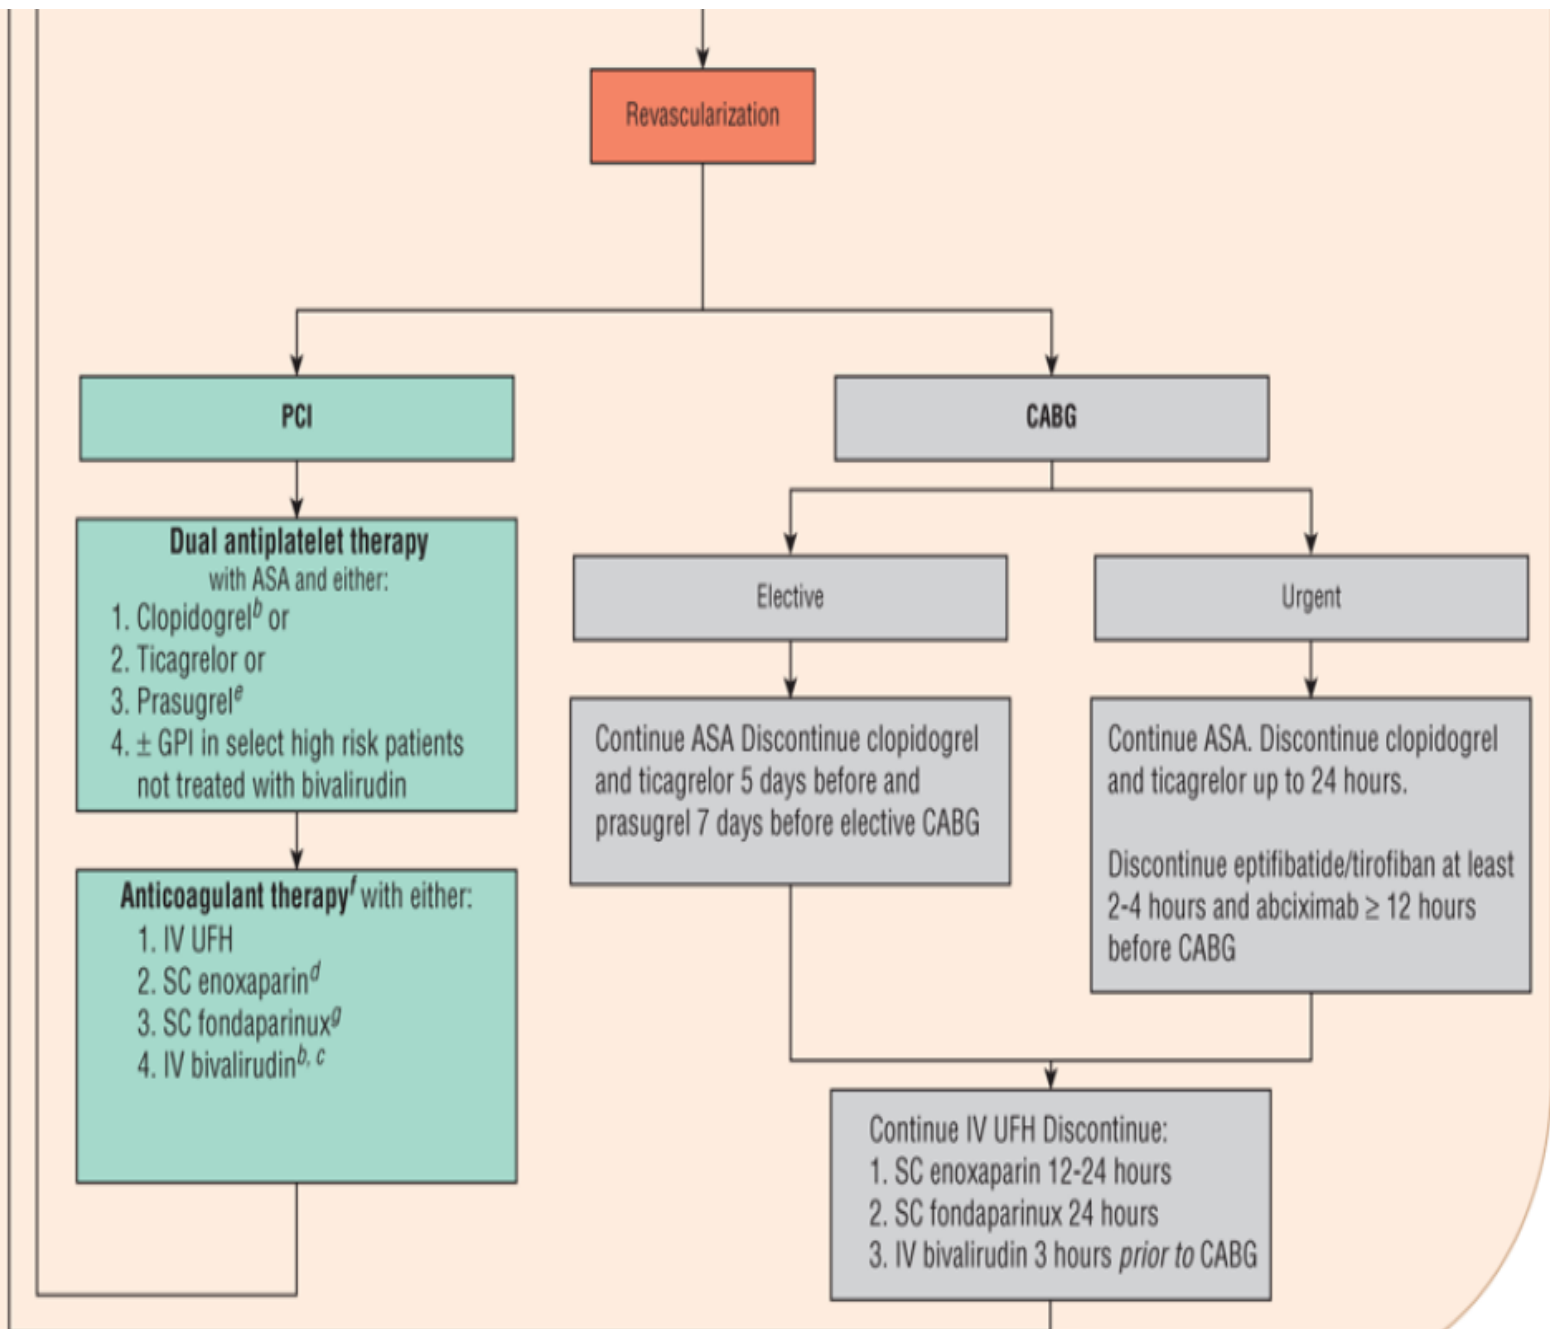 Revascularization
PCI
CABG
Dual antiplatelet therapy
with ASA and either:
1. Clopidogrelᵇ or
2. Ticagrelor or
3. Prasugrelᵉ
4. ± GPI in select high risk patients
not treated with bivalirudin
Anticoagulant therapyᶠ with either:
1. IV UFH
2. SC enoxaparinᵈ
3. SC fondaparinuxᵍ
4. IV bivalirudinᵇ, ᶜ
Elective
Urgent
Continue ASA Discontinue clopidogrel
and ticagrelor 5 days before and
prasugrel 7 days before elective CABG
Continue ASA. Discontinue clopidogrel
and ticagrelor up to 24 hours.
Discontinue eptifibatide/tirofiban at least
2-4 hours and abciximab ≥ 12 hours
before CABG
Continue IV UFH Discontinue:
1. SC enoxaparin 12-24 hours
2. SC fondaparinux 24 hours
3. IV bivalirudin 3 hours prior to CABG